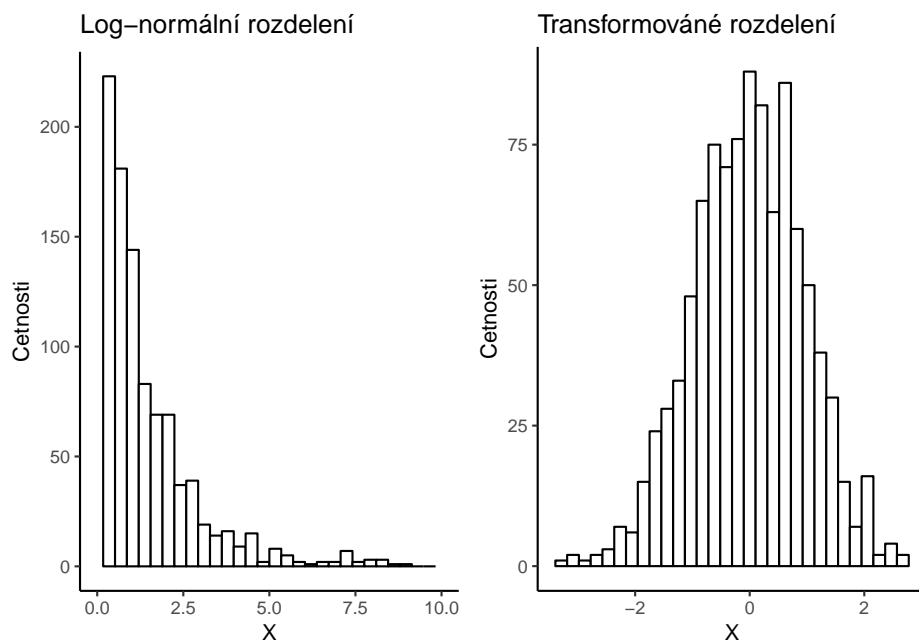 Log−normální rozdelení
Cetnosti
200
150
100
50
0
0.0
2.5
5.0
7.5
10.0
X
Transformováné rozdelení
Cetnosti
75
50
25
0
−2
0
2
X